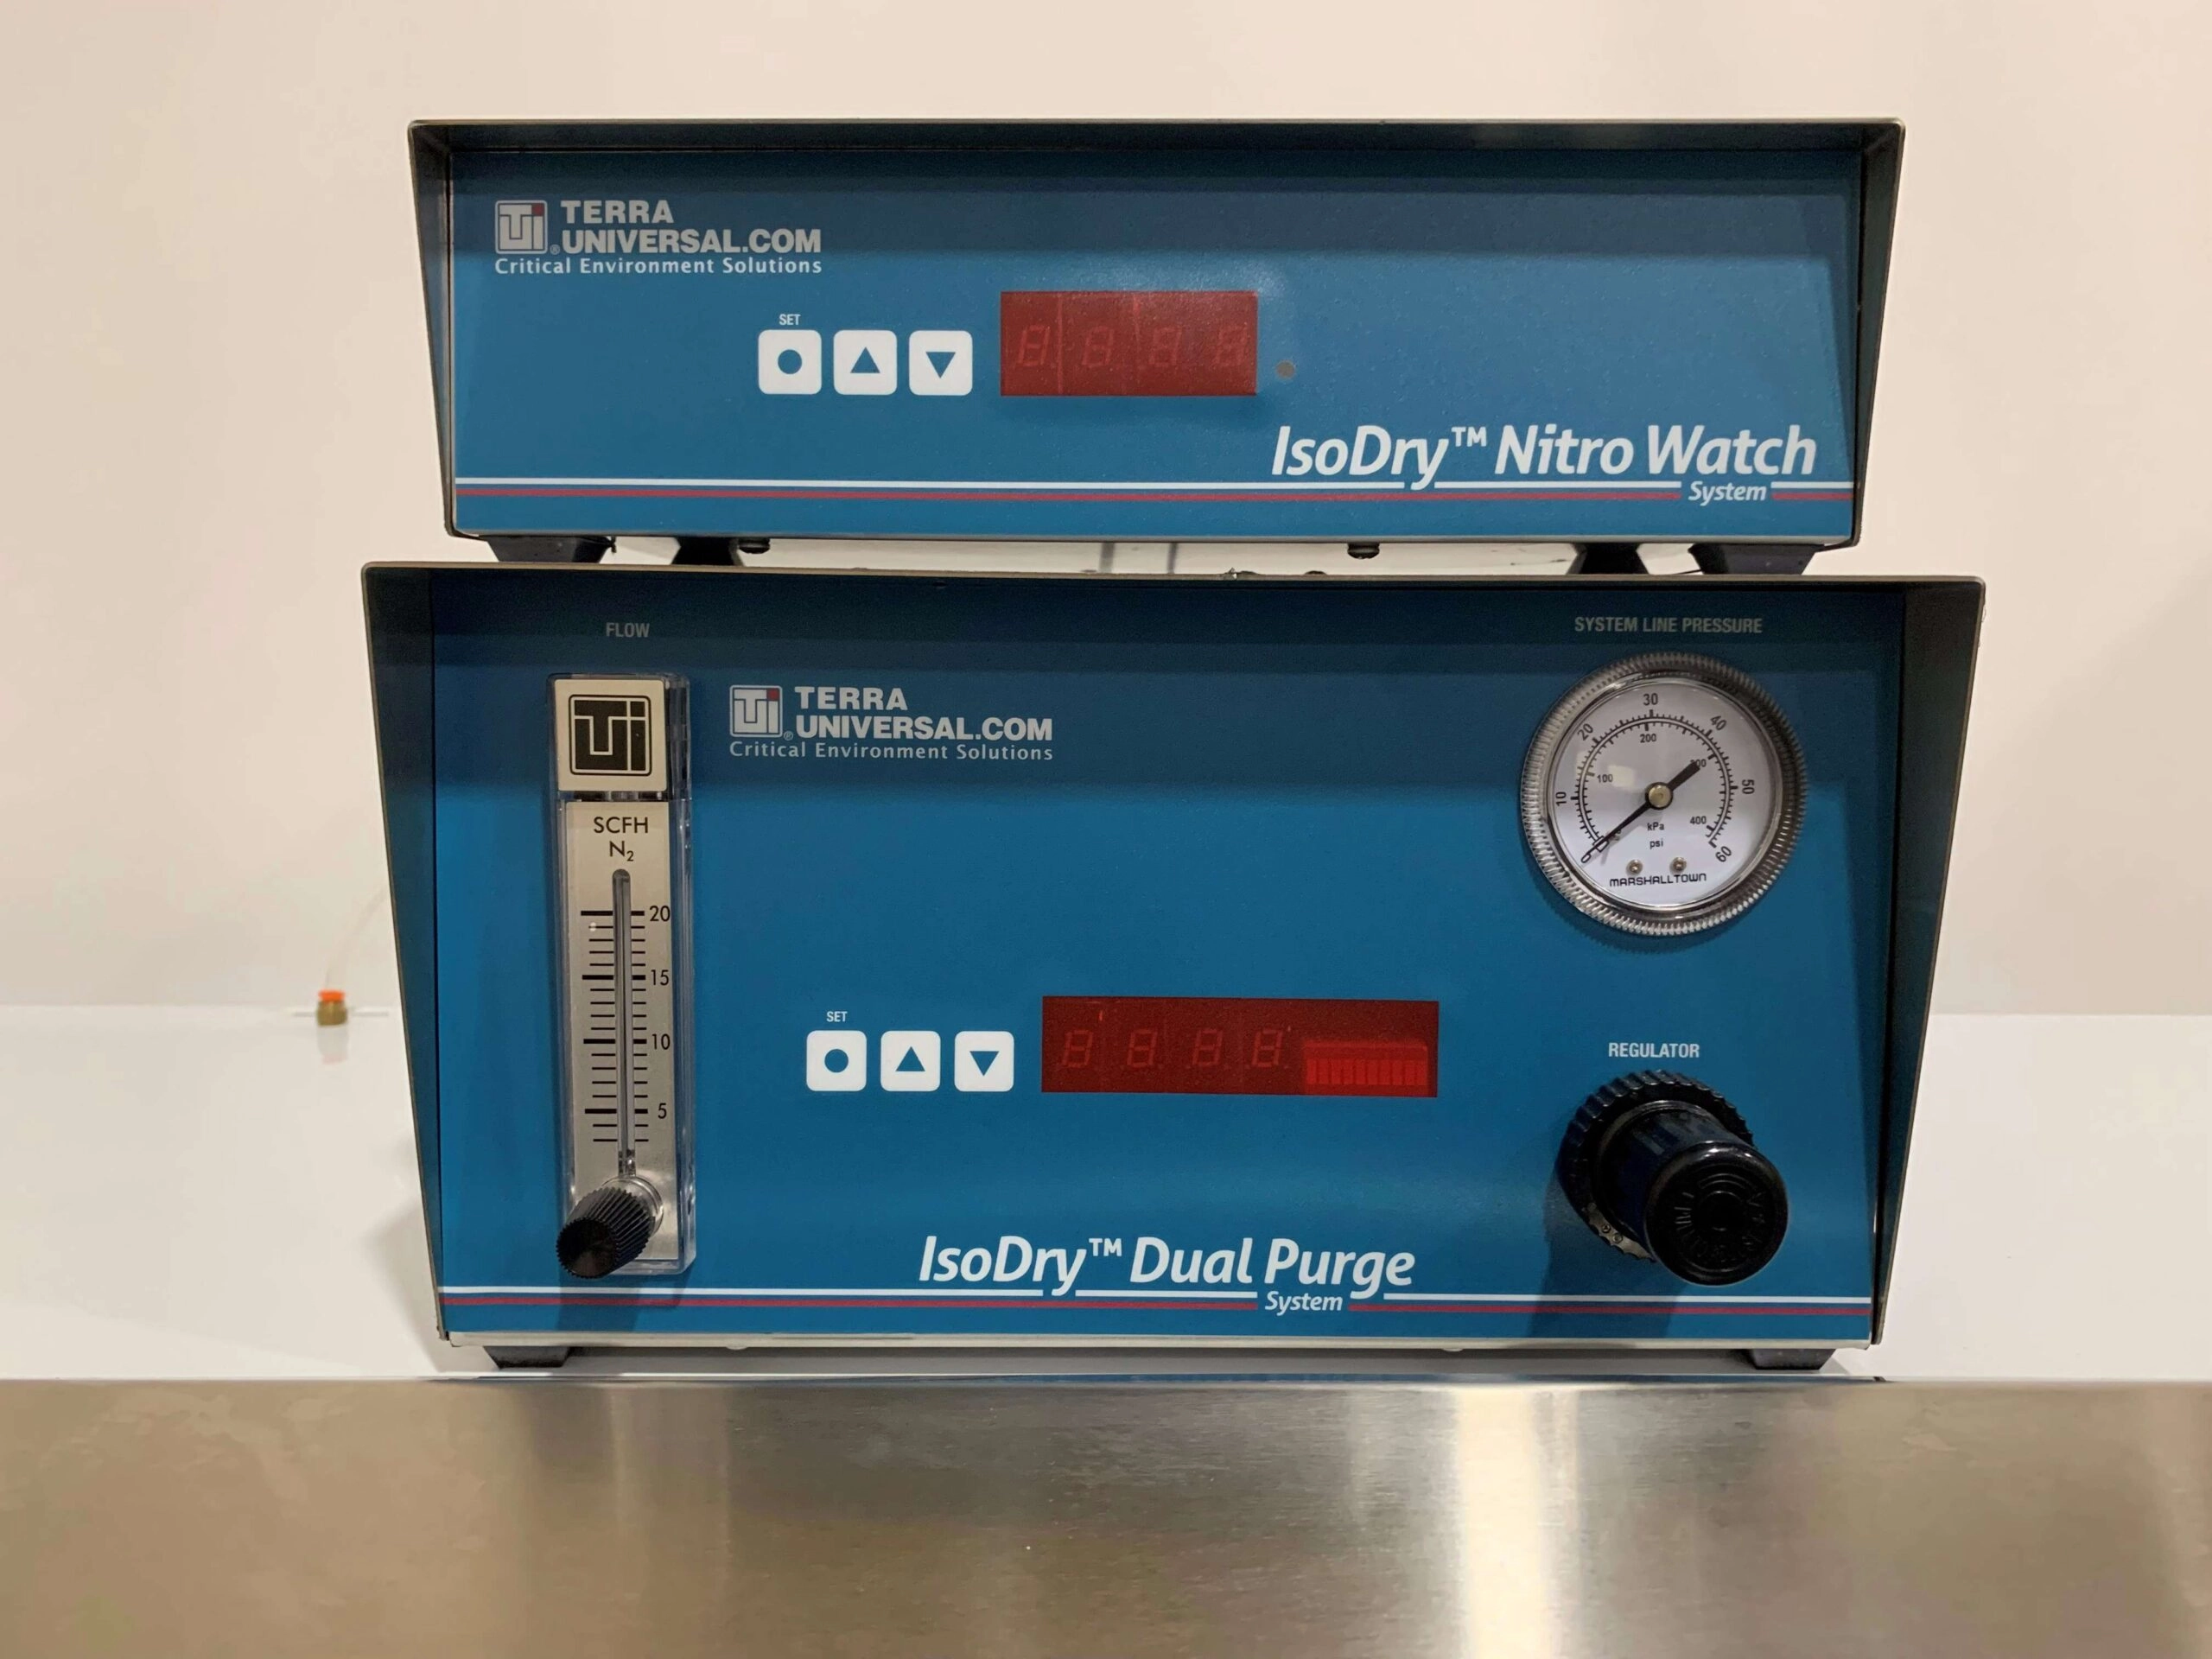 TERRA
UNIVERSAL.COM
Critical Environment Solutions
SET
IsoDry™ Nitro Watch
System
FLOW
SYSTEM LINE PRESSURE
TERRA
UNIVERSAL.COM
Critical Environment Solutions
SCFH
N₂
20
15
10
5
30
20
40
200
100
10
50
kPa
400
psi
60
MARSHALLTOWN
SET
REGULATOR
IsoDry™ Dual Purge
System